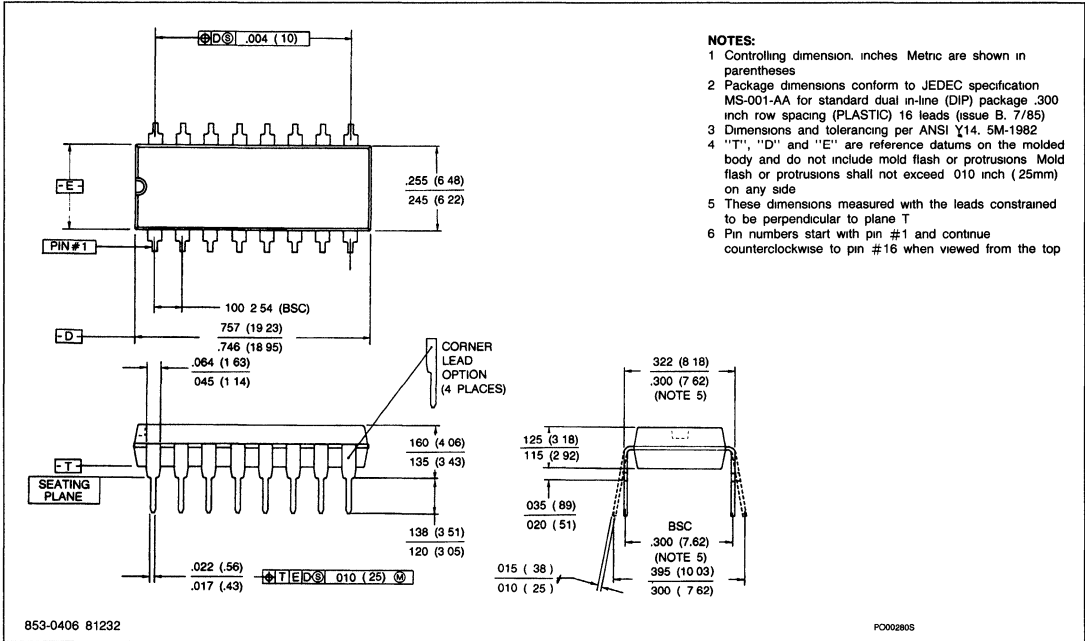 ⌖DⓈ .004 ( 10)
NOTES:
1 Controlling dimension. inches Metric are shown in
parentheses
2 Package dimensions conform to JEDEC specification
MS-001-AA for standard dual in-line (DIP) package .300
inch row spacing (PLASTIC) 16 leads (issue B. 7/85)
3 Dimensions and tolerancing per ANSI Y14. 5M-1982
4 "T", "D" and "E" are reference datums on the molded
body and do not include mold flash or protrusions Mold
flash or protrusions shall not exceed 010 inch ( 25mm)
on any side
5 These dimensions measured with the leads constrained
to be perpendicular to plane T
6 Pin numbers start with pin #1 and continue
counterclockwise to pin #16 when viewed from the top
- E -
.255 (6 48)
245 (6 22)
PIN #1
100 2 54 (BSC)
- D -
757 (19 23)
.746 (18 95)
.064 (1 63)
045 (1 14)
CORNER
LEAD
OPTION
(4 PLACES)
160 (4 06)
135 (3 43)
- T -
SEATING
PLANE
138 (3 51)
120 (3 05)
.022 (.56)
.017 (.43)
⌖ T E DⓈ 010 (25) Ⓜ
.322 (8 18)
.300 (7 62)
(NOTE 5)
125 (3 18)
115 (2 92)
035 ( 89)
020 ( 51)
BSC
.300 (7.62)
(NOTE 5)
395 (10 03)
300 ( 7 62)
015 ( 38)
010 ( 25 )
853-0406 81232
PO00280S